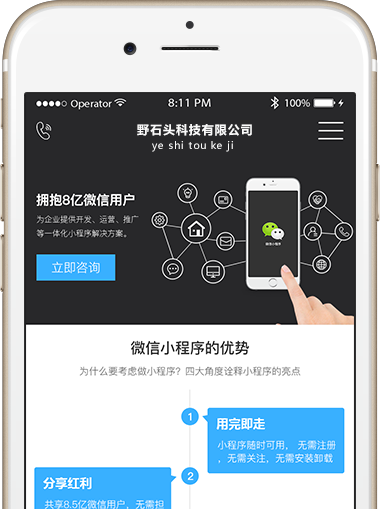 Operator 8:11 PM 100%
野石头科技有限公司
ye shi tou ke ji
拥抱8亿微信用户
为企业提供开发、运营、推广
等一体化小程序解决方案。
立即咨询
微信小程序
微信小程序的优势
为什么要考虑做小程序?四大角度诠释小程序的亮点
1
用完即走
小程序随时可用, 无需注册
, 无需关注, 无需安装卸载
2
分享红利
共享8.5亿微信用户, 无需担